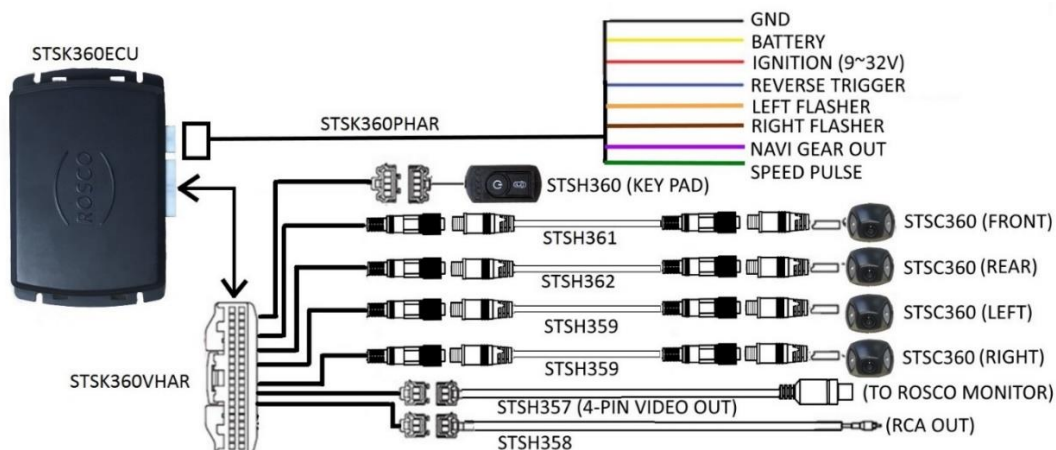 STSK360ECU
ROSCO
STSK360PHAR
GND
BATTERY
IGNITION (9~32V)
REVERSE TRIGGER
LEFT FLASHER
RIGHT FLASHER
NAVI GEAR OUT
SPEED PULSE
STSH360 (KEY PAD)
STSH361
STSC360 (FRONT)
STSH362
STSC360 (REAR)
STSH359
STSC360 (LEFT)
STSH359
STSC360 (RIGHT)
STSK360VHAR
STSH357 (4-PIN VIDEO OUT)
(TO ROSCO MONITOR)
STSH358
(RCA OUT)